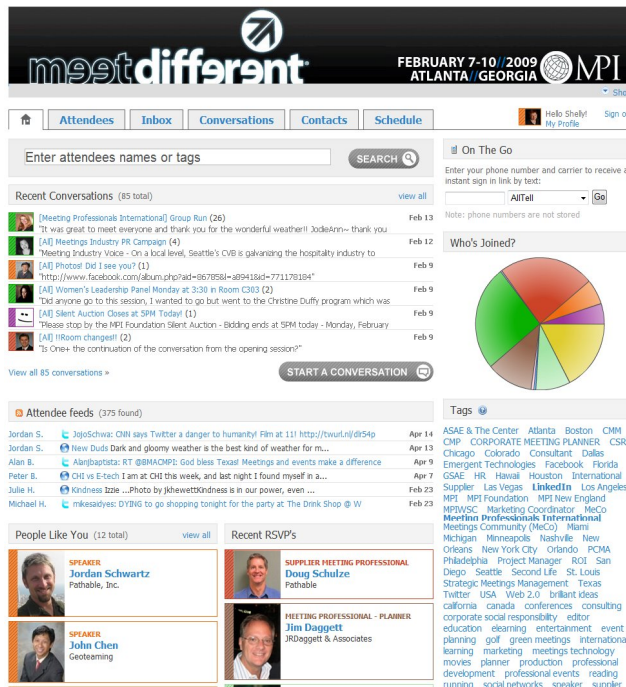 meetdifferent
FEBRUARY 7-10//2009
ATLANTA//GEORGIA
MPI
Sho
Attendees
Inbox
Conversations
Contacts
Schedule
Hello Shelly!
Sign o
My Profile
Enter attendees names or tags
SEARCH
Recent Conversations (85 total)
view all
[Meeting Professionals International] Group Run (26)
Feb 13
"It was great to meet everyone and thank you for the wonderful weather!! JodieAnn~ thank you
[All] Meetings Industry PR Campaign (4)
Feb 12
"Meeting Industry Voice - On a local level, Seattle's CVB is galvanizing the hospitality industry to
[All] Photos! Did I see you? (1)
Feb 9
"http://www.facebook.com/album.php?aid=86785&l=a8941&id=771178184"
[All] Women's Leadership Panel Monday at 3:30 in Room C303 (2)
Feb 9
"Did anyone go to this session, I wanted to go but went to the Christine Duffy program which was
[All] Silent Auction Closes at 5PM Today! (1)
Feb 9
"Please stop by the MPI Foundation Silent Auction - Bidding ends at 5PM today - Monday, February
[All] !!Room changes!! (2)
Feb 9
"Is One+ the continuation of the conversation from the opening session?"
View all 85 conversations »
START A CONVERSATION
Attendee feeds (375 found)
Jordan S. JojoSchwa: CNN says Twitter a danger to humanity! Film at 11! http://twurl.nl/dir54p Apr 14
Jordan S. New Duds Dark and gloomy weather is the best kind of weather for m... Apr 13
Alan B. Alanjbaptista: RT @BMACMPI: God bless Texas! Meetings and events make a difference Apr 9
Peter B. CHI vs E-tech I am at CHI this week, and last night I found myself in a... Apr 7
Julie H. Kindness Izzie ...Photo by jkhewettKindness is in our power, even ... Feb 23
Michael H. mkesaidyes: DYING to go shopping tonight for the party at The Drink Shop @ W Feb 23
People Like You (12 total)
view all
SPEAKER
Jordan Schwartz
Pathable, Inc.
SPEAKER
John Chen
Geoteaming
Recent RSVP's
SUPPLIER MEETING PROFESSIONAL
Doug Schulze
Pathable
MEETING PROFESSIONAL - PLANNER
Jim Daggett
JRDaggett & Associates
On The Go
Enter your phone number and carrier to receive a
instant sign in link by text:
AllTell
Go
Note: phone numbers are not stored
Who's Joined?
Tags
ASAE & The Center Atlanta Boston CMM
CMP CORPORATE MEETING PLANNER CSR
Chicago Colorado Consultant Dallas
Emergent Technologies Facebook Florida
GSAE HR Hawaii Houston International
Supplier Las Vegas LinkedIn Los Angeles
MPI MPI Foundation MPI New England
MPIWSC Marketing Coordinator MeCo
Meeting Professionals International
Meetings Community (MeCo) Miami
Michigan Minneapolis Nashville New
Orleans New York City Orlando PCMA
Philadelphia Project Manager ROI San
Diego Seattle Second Life St. Louis
Strategic Meetings Management Texas
Twitter USA Web 2.0 brilliant ideas
california canada conferences consulting
corporate social responsibility editor
education elearning entertainment event
planning golf green meetings internationa
learning marketing meetings technology
movies planner production professional
development professional events reading
running social networks speaker supplier